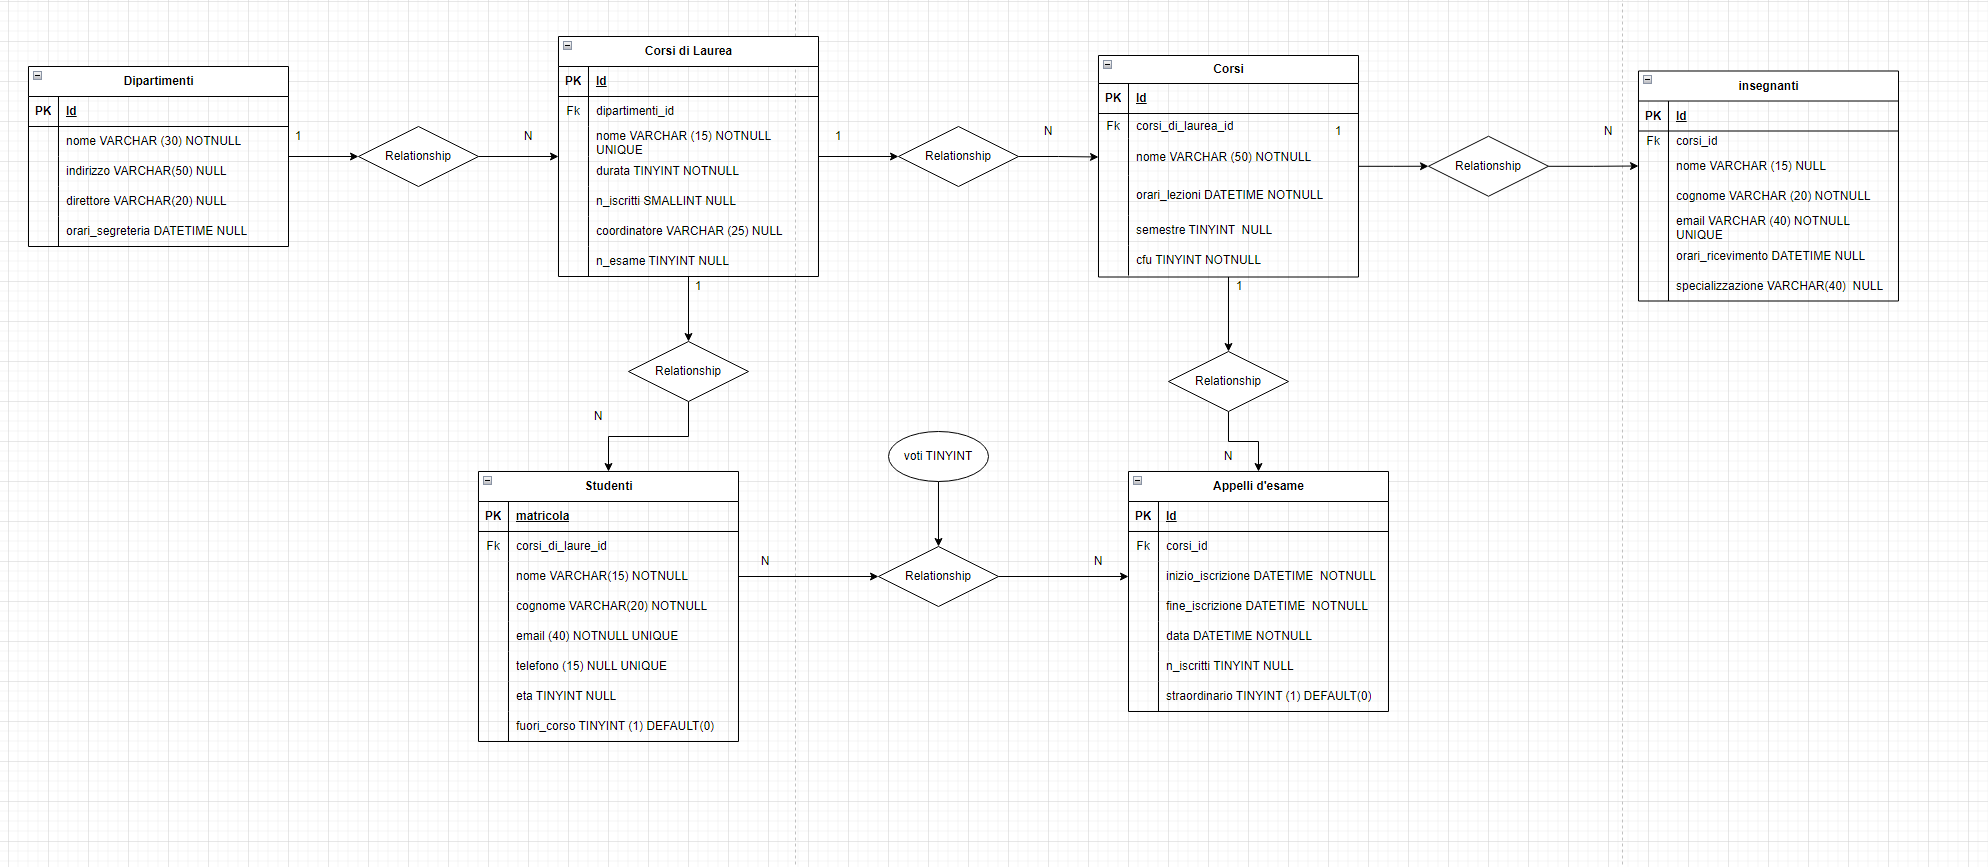 Dipartimenti
PK Id
nome VARCHAR (30) NOTNULL
indirizzo VARCHAR(50) NULL
direttore VARCHAR(20) NULL
orari_segreteria DATETIME NULL
1
Relationship
N
Corsi di Laurea
PK Id
Fk dipartimenti_id
nome VARCHAR (15) NOTNULL
UNIQUE
durata TINYINT NOTNULL
n_iscritti SMALLINT NULL
coordinatore VARCHAR (25) NULL
n_esame TINYINT NULL
1
Relationship
N
Corsi
PK Id
Fk corsi_di_laurea_id
nome VARCHAR (50) NOTNULL
orari_lezioni DATETIME NOTNULL
semestre TINYINT  NULL
cfu TINYINT NOTNULL
1
Relationship
N
insegnanti
PK Id
Fk corsi_id
nome VARCHAR (15) NULL
cognome VARCHAR (20) NOTNULL
email VARCHAR (40) NOTNULL
UNIQUE
orari_ricevimento DATETIME NULL
specializzazione VARCHAR(40)  NULL
1
Relationship
N
1
Relationship
N
Studenti
PK matricola
Fk corsi_di_laure_id
nome VARCHAR(15) NOTNULL
cognome VARCHAR(20) NOTNULL
email (40) NOTNULL UNIQUE
telefono (15) NULL UNIQUE
eta TINYINT NULL
fuori_corso TINYINT (1) DEFAULT(0)
voti TINYINT
N
Relationship
N
Appelli d'esame
PK Id
Fk corsi_id
inizio_iscrizione DATETIME  NOTNULL
fine_iscrizione DATETIME  NOTNULL
data DATETIME NOTNULL
n_iscritti TINYINT NULL
straordinario TINYINT (1) DEFAULT(0)